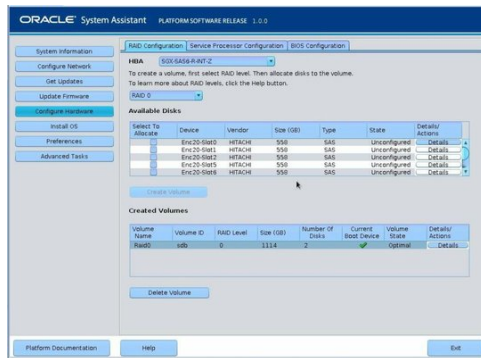 ORACLE System Assistant PLATFORM SOFTWARE RELEASE 1.0.0
System Information
Configure Network
Get Updates
Update Firmware
Configure Hardware
Install OS
Preferences
Advanced Tasks
RAID Configuration Service Processor Configuration BIOS Configuration
HBA SGX-SAS6-R-INT-Z
To create a volume, first select RAID level. Then allocate disks to the volume.
To learn more about RAID levels, click the Help button.
RAID 0
Available Disks
Select To Allocate Device Vendor Size (GB) Type State Details/Actions
Enc20-Slot0 HITACHI 550 SAS Unconfigured Details
Enc20-Slot1 HITACHI 550 SAS Unconfigured Details
Enc20-Slot2 HITACHI 550 SAS Unconfigured Details
Enc20-Slot5 HITACHI 550 SAS Unconfigured Details
Enc20-Slot6 HITACHI 550 SAS Unconfigured Details
Create Volume
Created Volumes
Volume Name Volume ID RAID Level Size (GB) Number Of Disks Current Boot Device Volume State Details/Actions
Raid0 sdb 0 1114 2 Optimal Details
Delete Volume
Platform Documentation Help Exit